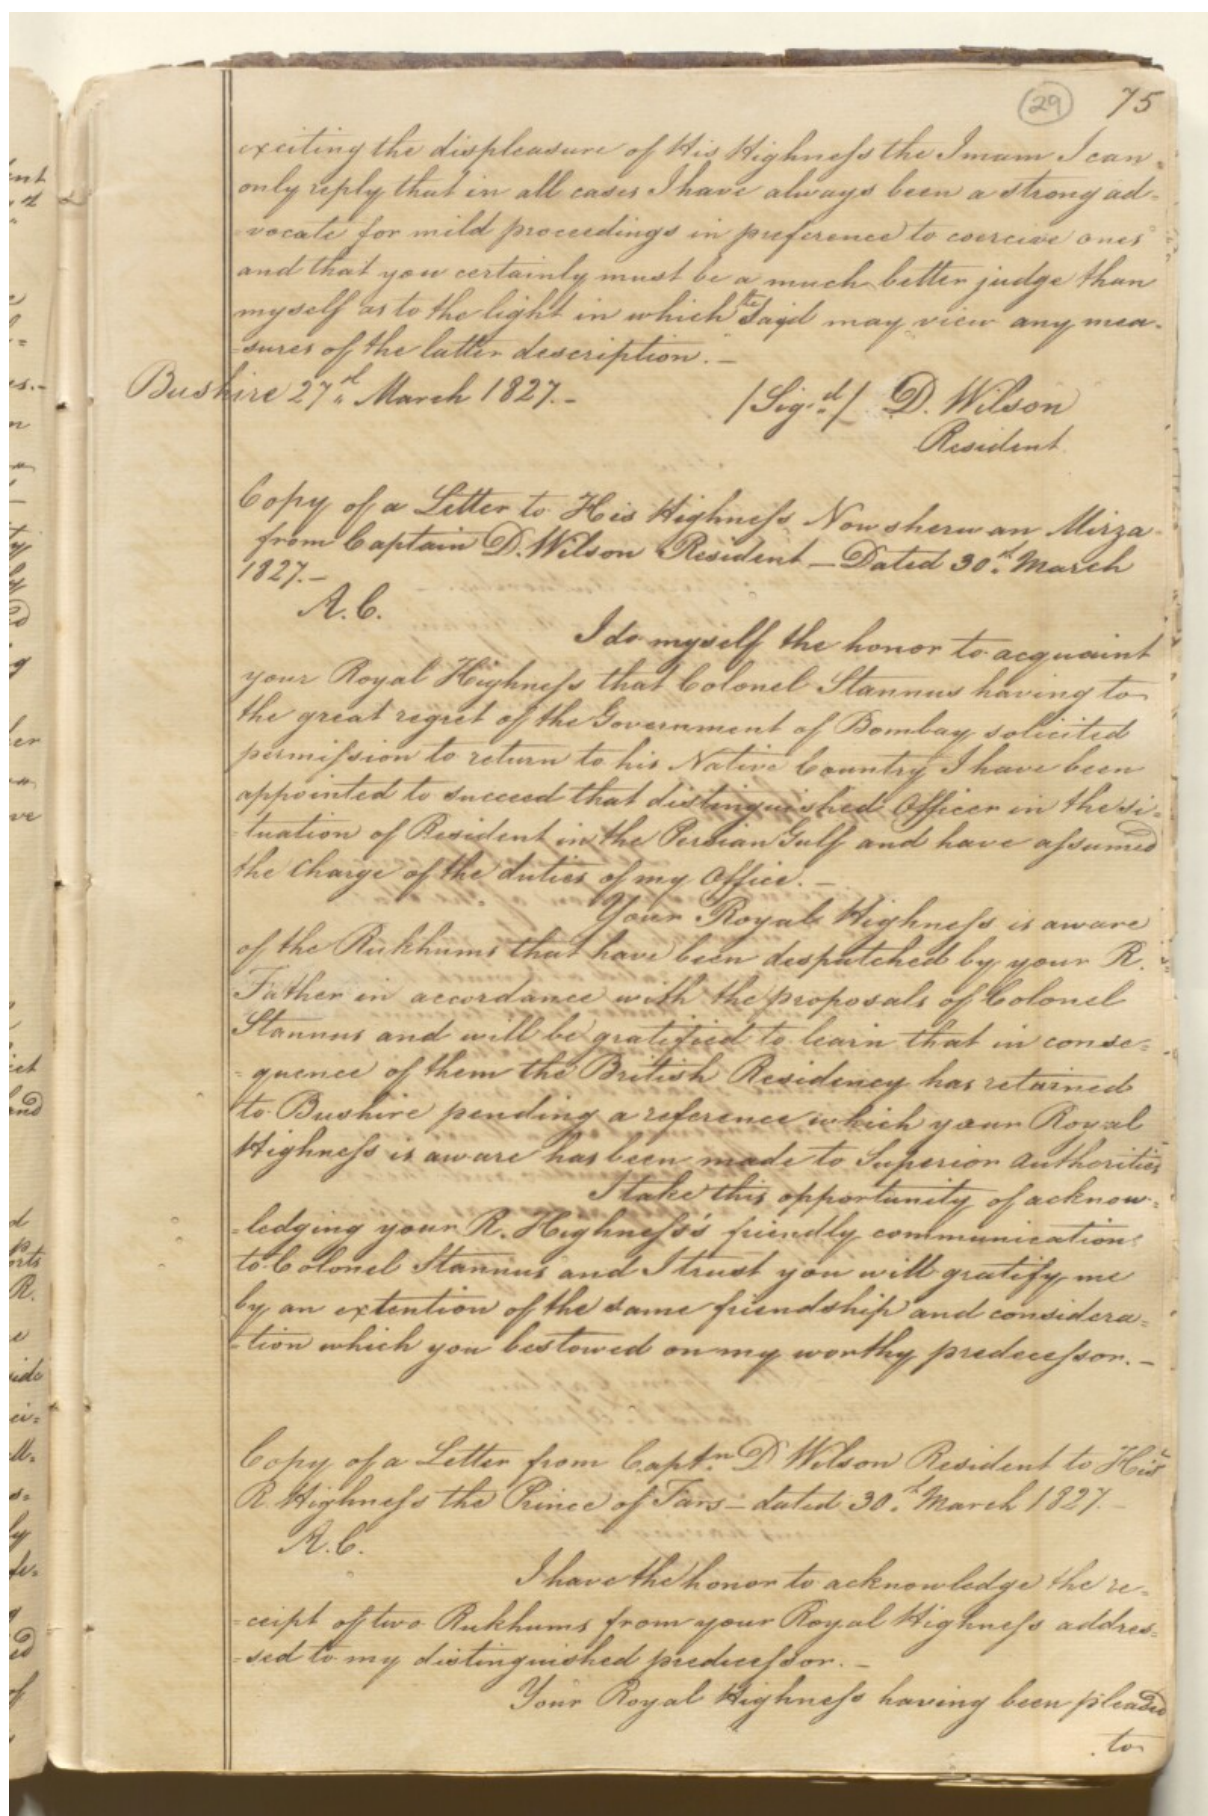 29 75
exciting the displeasure of His Highness the Imam I can
only reply that in all cases I have always been a strong ad-
-vocate for mild proceedings in preference to coercive ones
and that you certainly must be a much better judge than
myself as to the light in which the Saiyd may view any mea-
-sures of the latter description. -
Bushire 27th March 1827. -
/Sigd/ D. Wilson
Resident
Copy of a Letter to His Highness Nowsherwan Mirza
from Captain D. Wilson Resident - Dated 30th March
1827. -
A.C.
I do myself the honor to acquaint
your Royal Highness that Colonel Stannus having to
the great regret of the Government of Bombay solicited
permission to return to his Native Country I have been
appointed to succeed that distinguished Officer in the si-
-tuation of Resident in the Persian Gulf and have assumed
the Charge of the duties of my Office. -
Your Royal Highness is aware
of the Rukhums that have been despatched by your R.
Father in accordance with the proposals of Colonel
Stannus and will be gratified to learn that in conse=
-quence of them the British Residency has returned
to Bushire pending a reference which your Royal
Highness is aware has been made to Superior Authorities
I take this opportunity of acknow-
-ledging your R. Highness's friendly communications
to Colonel Stannus and I trust you will gratify me
by an extention of the same friendship and considera=
-tion which you bestowed on my worthy predecessor. -
Copy of a Letter from Captn D Wilson Resident to His
R. Highness the Prince of Fars - dated 30th March 1827. -
A.C.
I have the honor to acknowledge the re=
-ceipt of two Rukhums from your Royal Highness addres=
-sed to my distinguished predecessor. -
Your Royal Highness having been pleased
to